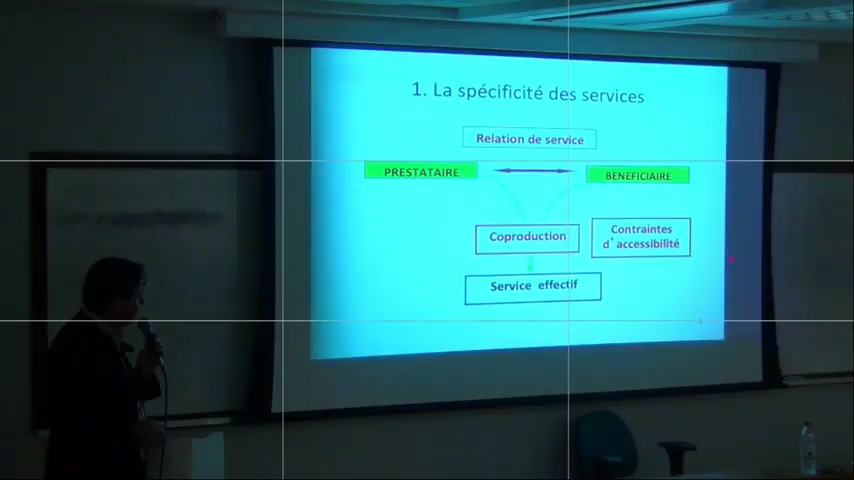 1. La spécificité des services
Relation de service
PRESTATAIRE
BENEFICIAIRE
Coproduction
Contraintes
d'accessibilité
Service effectif